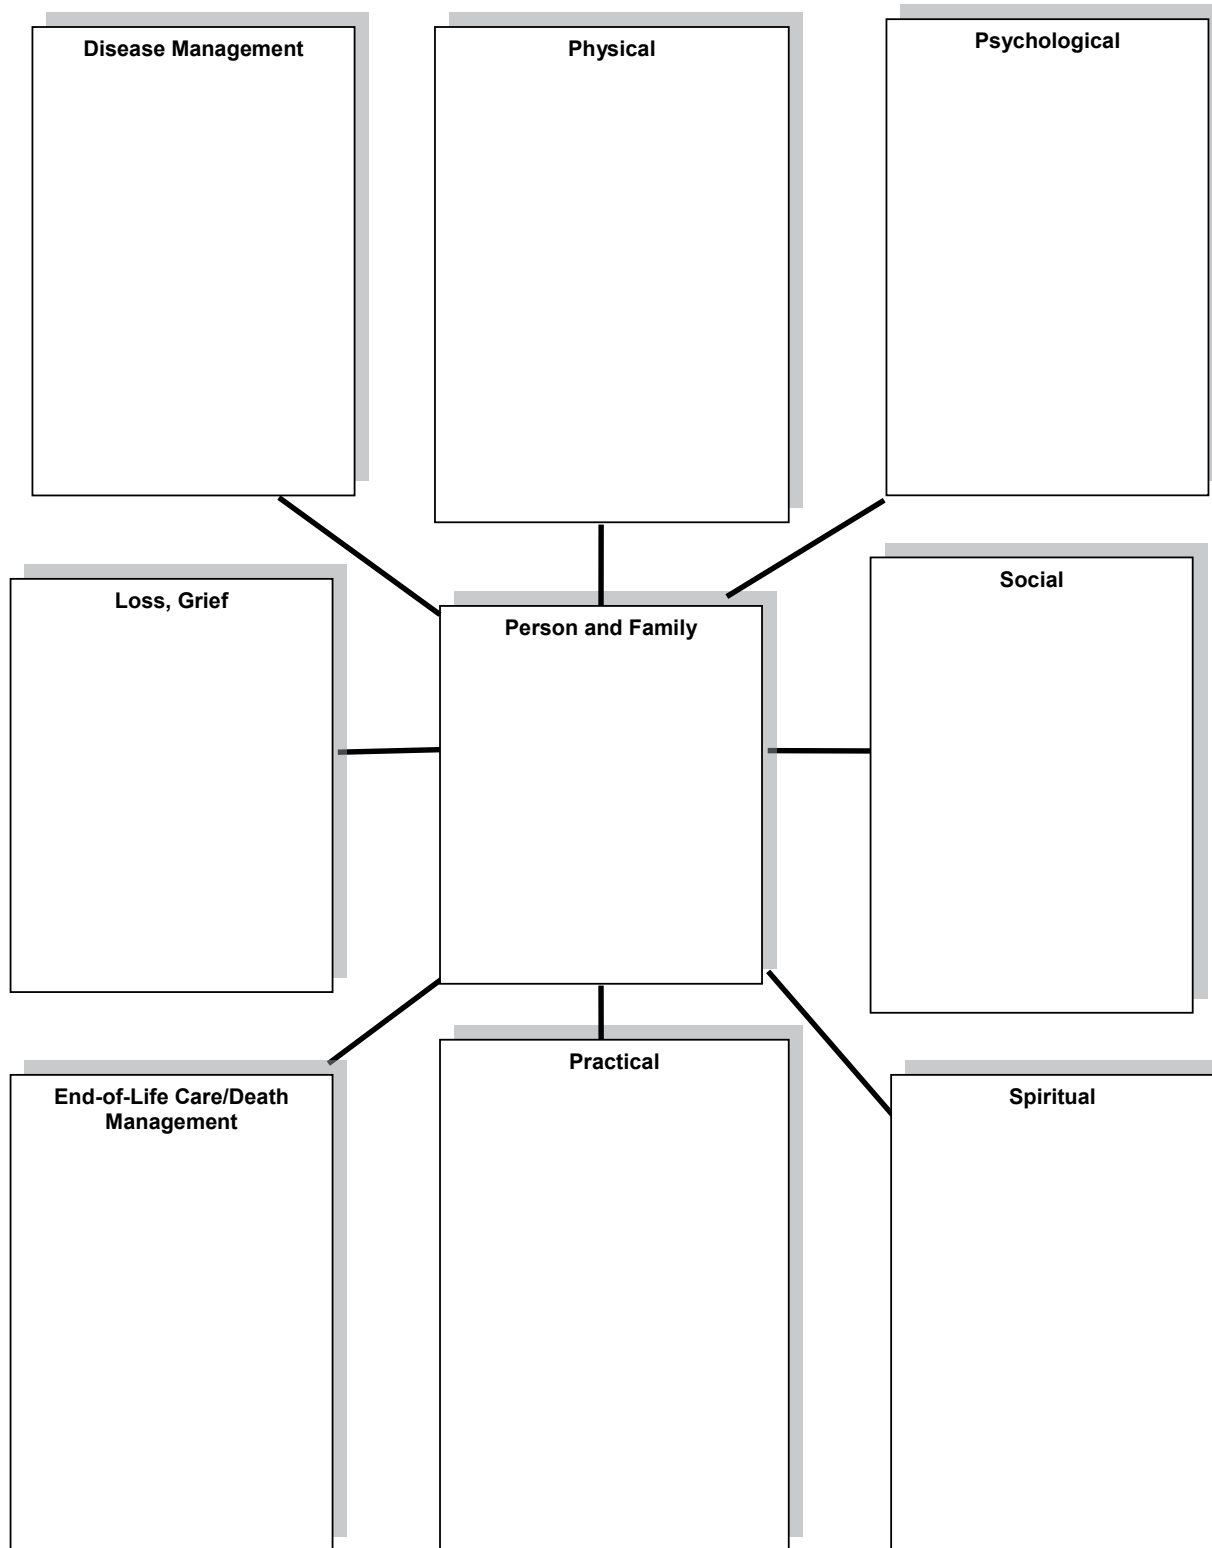 Disease Management
Physical
Psychological
Loss, Grief
Person and Family
Social
End-of-Life Care/Death
Management
Practical
Spiritual